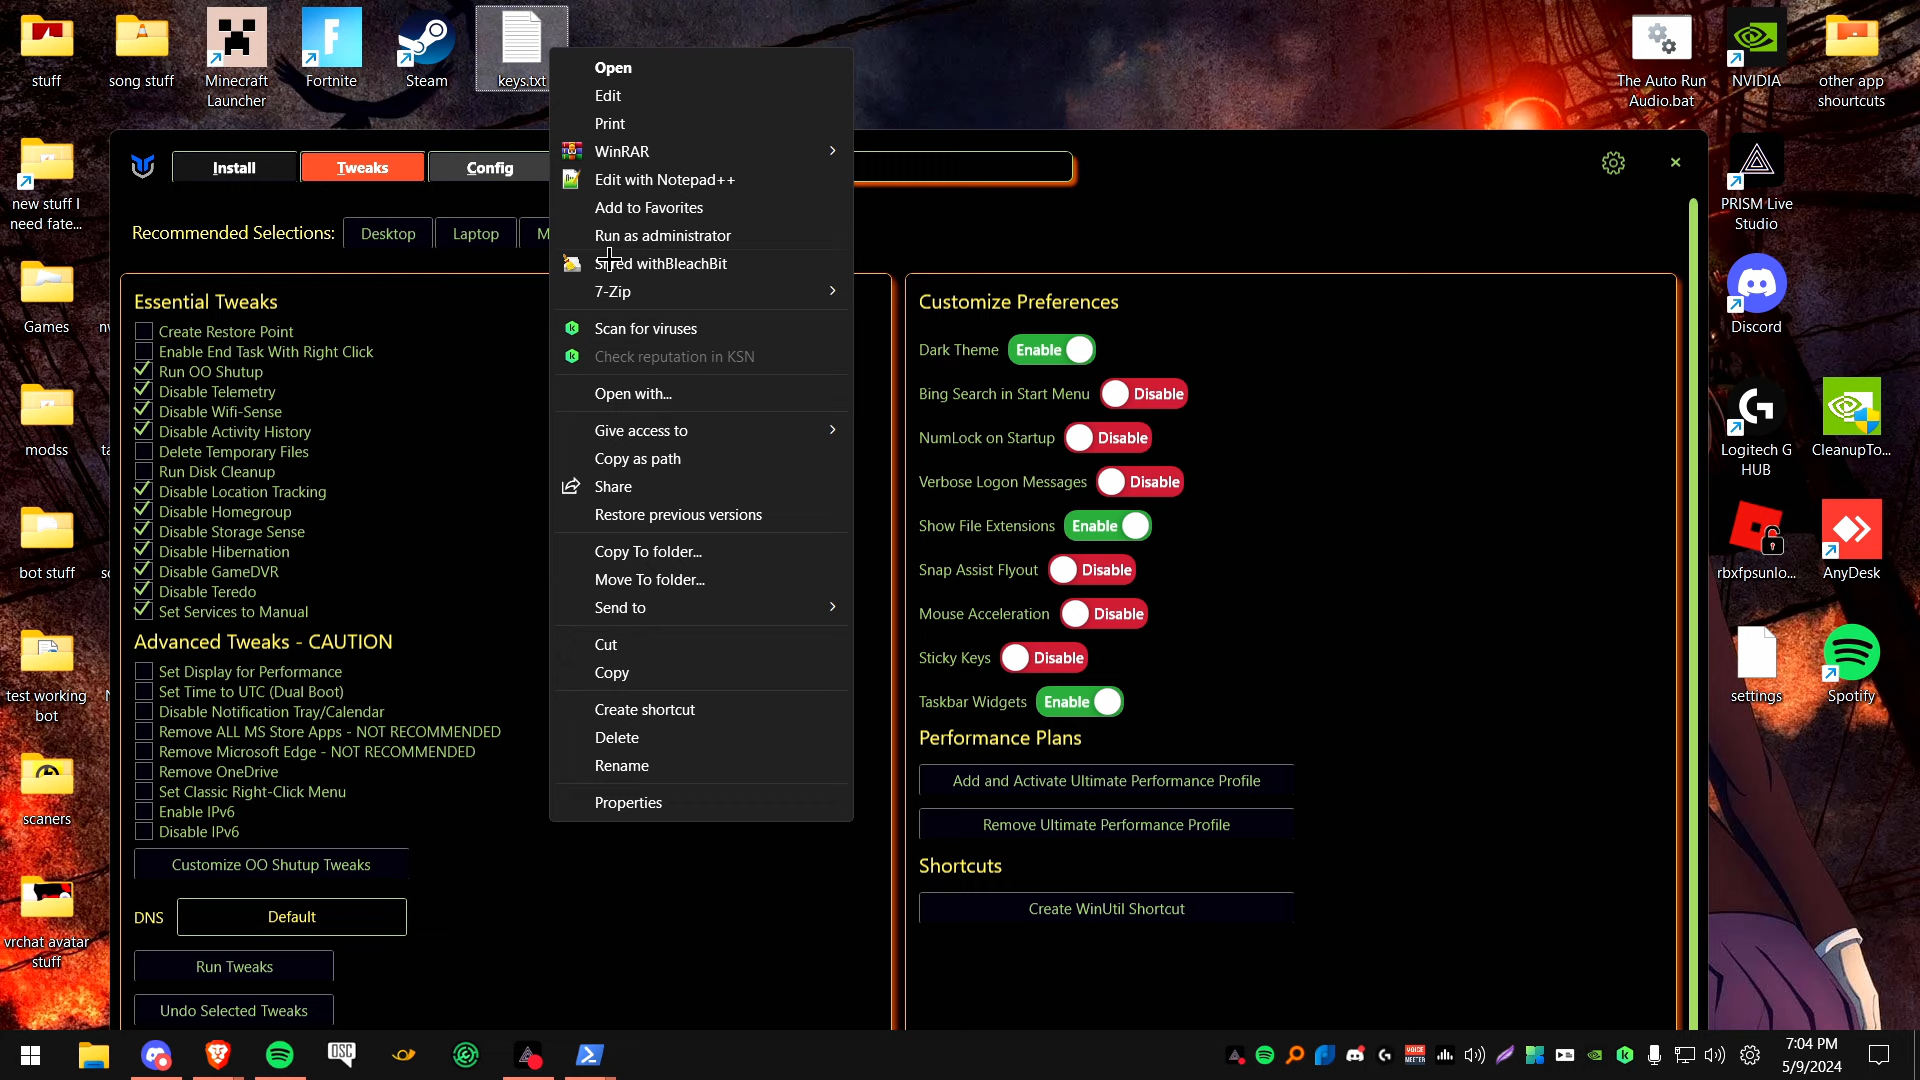 stuff
song stuff
Minecraft
Launcher
Fortnite
Steam
keys.txt
The Auto Run
Audio.bat
NVIDIA
other app
shourtcuts
new stuff I
need fate...
Games
modss
bot stuff
test working
bot
scaners
vrchat avatar
stuff
Install
Tweaks
Config
Recommended Selections:
Desktop
Laptop
M
Essential Tweaks
Create Restore Point
Enable End Task With Right Click
Run OO Shutup
Disable Telemetry
Disable Wifi-Sense
Disable Activity History
Delete Temporary Files
Run Disk Cleanup
Disable Location Tracking
Disable Homegroup
Disable Storage Sense
Disable Hibernation
Disable GameDVR
Disable Teredo
Set Services to Manual
Advanced Tweaks - CAUTION
Set Display for Performance
Set Time to UTC (Dual Boot)
Disable Notification Tray/Calendar
Remove ALL MS Store Apps - NOT RECOMMENDED
Remove Microsoft Edge - NOT RECOMMENDED
Remove OneDrive
Set Classic Right-Click Menu
Enable IPv6
Disable IPv6
Customize OO Shutup Tweaks
DNS
Default
Run Tweaks
Undo Selected Tweaks
Open
Edit
Print
WinRAR
Edit with Notepad++
Add to Favorites
Run as administrator
withBleachBit
7-Zip
Scan for viruses
Check reputation in KSN
Open with...
Give access to
Copy as path
Share
Restore previous versions
Copy To folder...
Move To folder...
Send to
Cut
Copy
Create shortcut
Delete
Rename
Properties
Customize Preferences
Dark Theme Enable
Bing Search in Start Menu Disable
NumLock on Startup Disable
Verbose Logon Messages Disable
Show File Extensions Enable
Snap Assist Flyout Disable
Mouse Acceleration Disable
Sticky Keys Disable
Taskbar Widgets Enable
Performance Plans
Add and Activate Ultimate Performance Profile
Remove Ultimate Performance Profile
Shortcuts
Create WinUtil Shortcut
PRISM Live
Studio
Discord
Logitech G
HUB
CleanupTo...
rbxfpsunlo...
AnyDesk
settings
Spotify
OSC
VOICE
MEETER
7:04 PM
5/9/2024